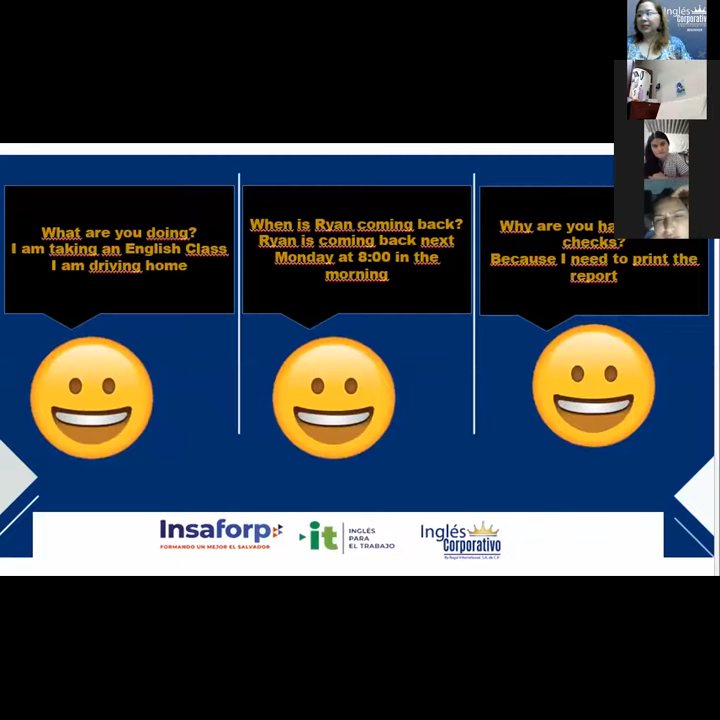 Inglés
Corporativo
What are you doing?
I am taking an English Class
I am driving home
When is Ryan coming back?
Ryan is coming back next
Monday at 8:00 in the
morning
Why are you
checks?
Because I need to print the
report
Insaforp
FORMANDO UN MEJOR EL SALVADOR
it
INGLÉS
PARA
EL TRABAJO
Inglés
Corporativo